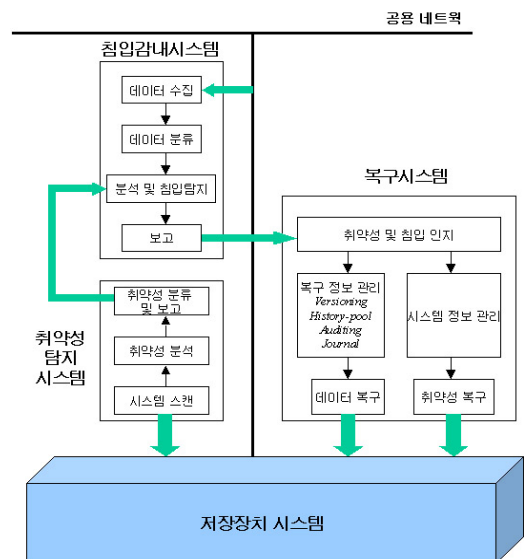 공용 네트웍
침입감내시스템
데이터 수집
데이터 분류
분석 및 침입탐지
보고
복구시스템
취약성 및 침입 인지
복구 정보 관리
Versioning
History-pool
Auditing
Journal
시스템 정보 관리
데이터 복구
취약성 복구
취약성
탐지
시스템
취약성 분류
및 보고
취약성 분석
시스템 스캔
저장장치 시스템